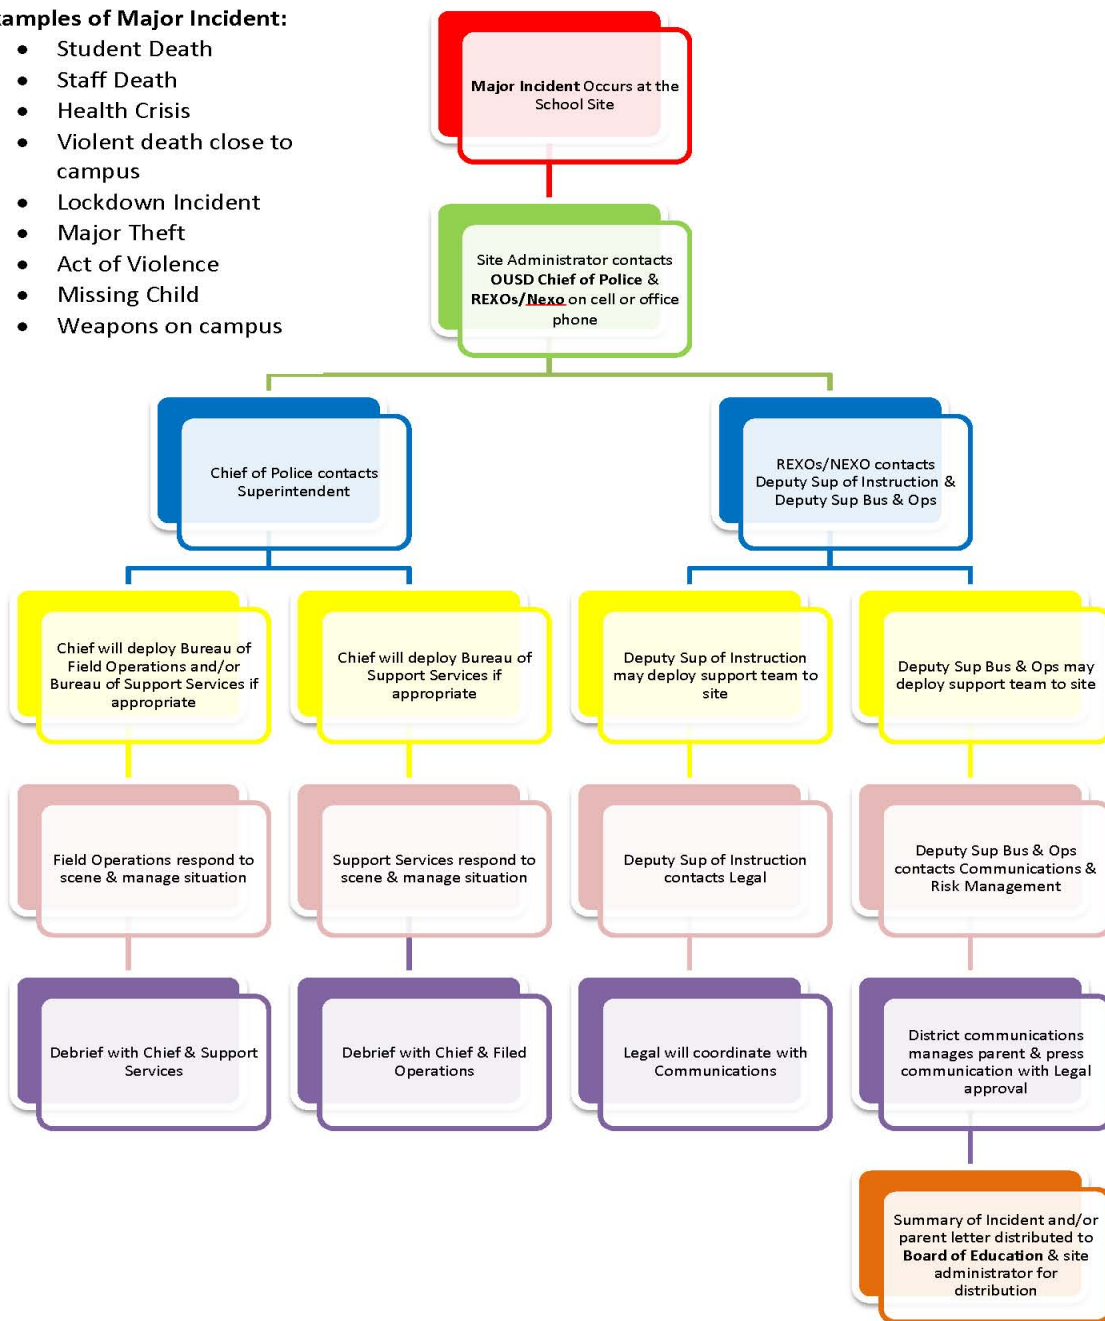 xamples of Major Incident:
• Student Death
• Staff Death
• Health Crisis
• Violent death close to
campus
• Lockdown Incident
• Major Theft
• Act of Violence
• Missing Child
• Weapons on campus
Major Incident Occurs at the
School Site
Site Administrator contacts
OUSD Chief of Police &
REXOs/Nexo on cell or office
phone
Chief of Police contacts
Superintendent
REXOs/NEXO contacts
Deputy Sup of Instruction &
Deputy Sup Bus & Ops
Chief will deploy Bureau of
Field Operations and/or
Bureau of Support Services if
appropriate
Chief will deploy Bureau of
Support Services if
appropriate
Deputy Sup of Instruction
may deploy support team to
site
Deputy Sup Bus & Ops may
deploy support team to site
Field Operations respond to
scene & manage situation
Support Services respond to
scene & manage situation
Deputy Sup of Instruction
contacts Legal
Deputy Sup Bus & Ops
contacts Communications &
Risk Management
Debrief with Chief & Support
Services
Debrief with Chief & Filed
Operations
Legal will coordinate with
Communications
District communications
manages parent & press
communication with Legal
approval
Summary of Incident and/or
parent letter distributed to
Board of Education & site
administrator for
distribution